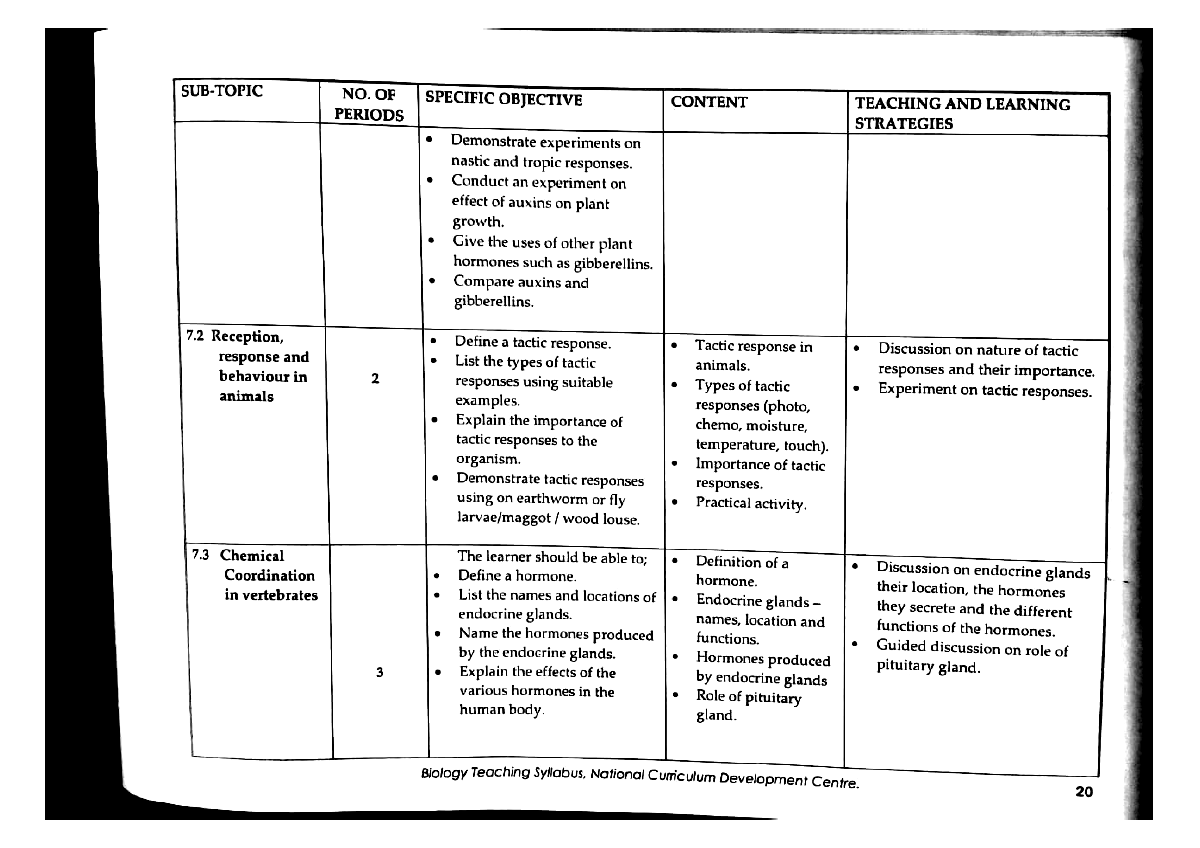 SUB-TOPIC
NO. OF
PERIODS
SPECIFIC OBJECTIVE
CONTENT
TEACHING AND LEARNING
STRATEGIES
• Demonstrate experiments on
nastic and tropic responses.
• Conduct an experiment on
effect of auxins on plant
growth.
• Give the uses of other plant
hormones such as gibberellins.
• Compare auxins and
gibberellins.
7.2 Reception,
response and
behaviour in
animals
2
• Define a tactic response.
• List the types of tactic
responses using suitable
examples.
• Explain the importance of
tactic responses to the
organism.
• Demonstrate tactic responses
using on earthworm or fly
larvae/maggot / wood louse.
• Tactic response in
animals.
• Types of tactic
responses (photo,
chemo, moisture,
temperature, touch).
• Importance of tactic
responses.
• Practical activity.
• Discussion on nature of tactic
responses and their importance.
• Experiment on tactic responses.
7.3 Chemical
Coordination
in vertebrates
3
The learner should be able to;
• Define a hormone.
• List the names and locations of
endocrine glands.
• Name the hormones produced
by the endocrine glands.
• Explain the effects of the
various hormones in the
human body.
• Definition of a
hormone.
• Endocrine glands –
names, location and
functions.
• Hormones produced
by endocrine glands
• Role of pituitary
gland.
• Discussion on endocrine glands
their location, the hormones
they secrete and the different
functions of the hormones.
• Guided discussion on role of
pituitary gland.
Biology Teaching Syllabus, National Curriculum Development Centre.
20